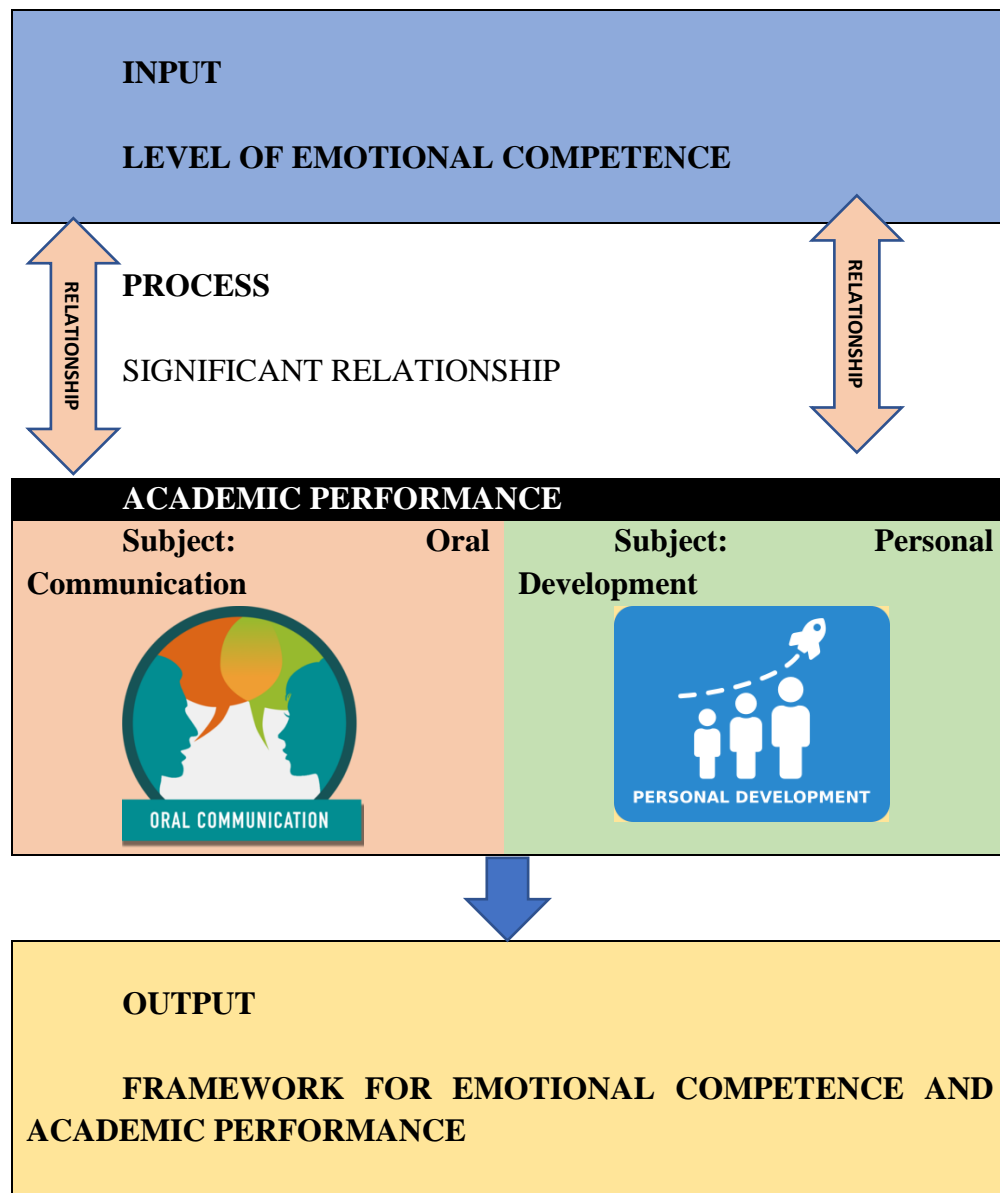 INPUT
LEVEL OF EMOTIONAL COMPETENCE
RELATIONSHIP
RELATIONSHIP
PROCESS
SIGNIFICANT RELATIONSHIP
ACADEMIC PERFORMANCE
Subject: Oral
Communication
ORAL COMMUNICATION
Subject: Personal
Development
PERSONAL DEVELOPMENT
OUTPUT
FRAMEWORK FOR EMOTIONAL COMPETENCE AND
ACADEMIC PERFORMANCE